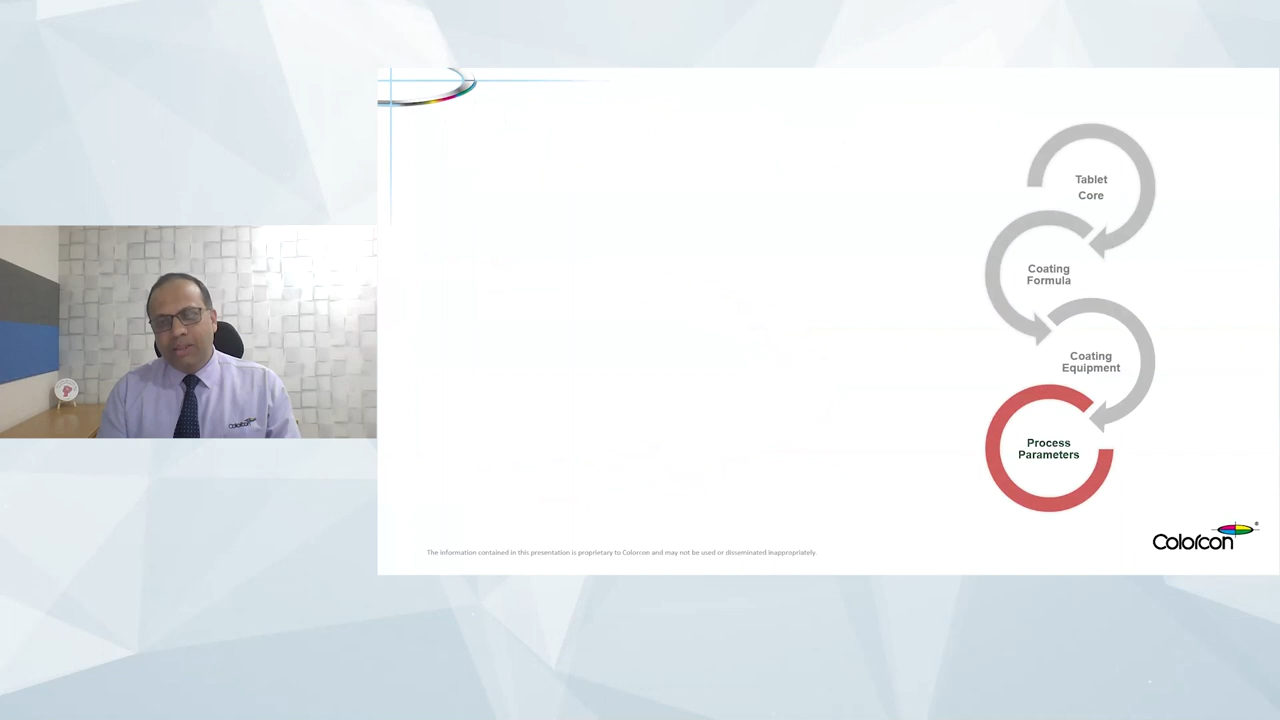 Tablet
Core
Coating
Formula
Coating
Equipment
Process
Parameters
Colorcon
Colorcon
®
The information contained in this presentation is proprietary to Colorcon and may not be used or disseminated inappropriately.